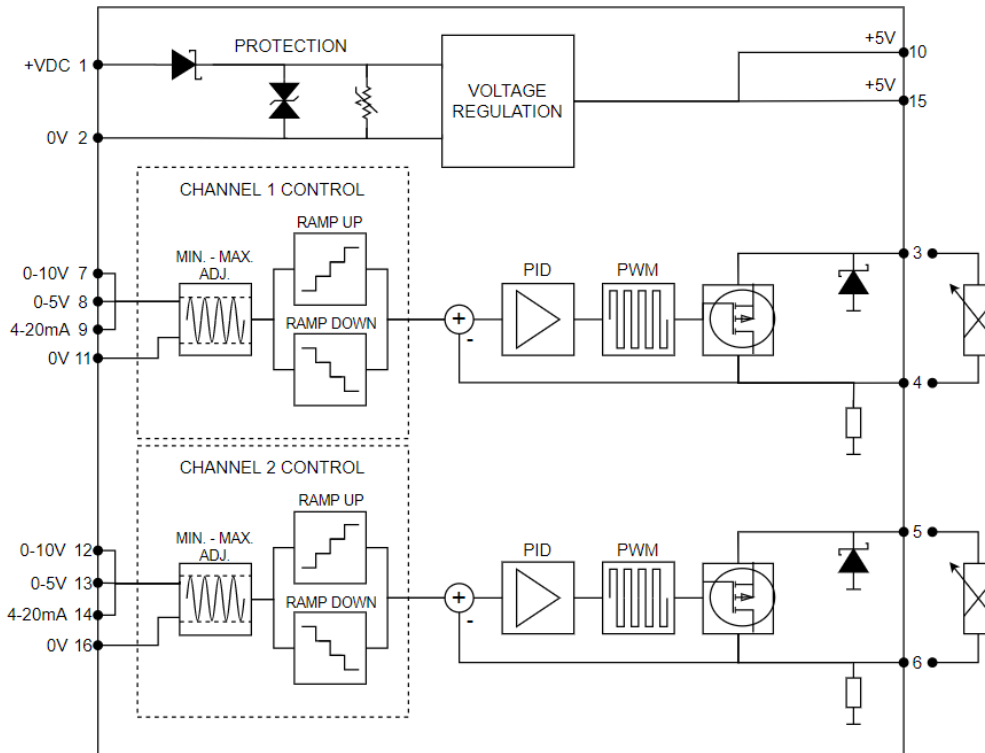 PROTECTION
+VDC 1
0V 2
VOLTAGE
REGULATION
+5V
10
+5V
15
CHANNEL 1 CONTROL
RAMP UP
MIN. - MAX.
ADJ.
RAMP DOWN
0-10V 7
0-5V 8
4-20mA 9
0V 11
+
-
PID
PWM
3
4
CHANNEL 2 CONTROL
RAMP UP
MIN. - MAX.
ADJ.
RAMP DOWN
0-10V 12
0-5V 13
4-20mA 14
0V 16
+
-
PID
PWM
5
6